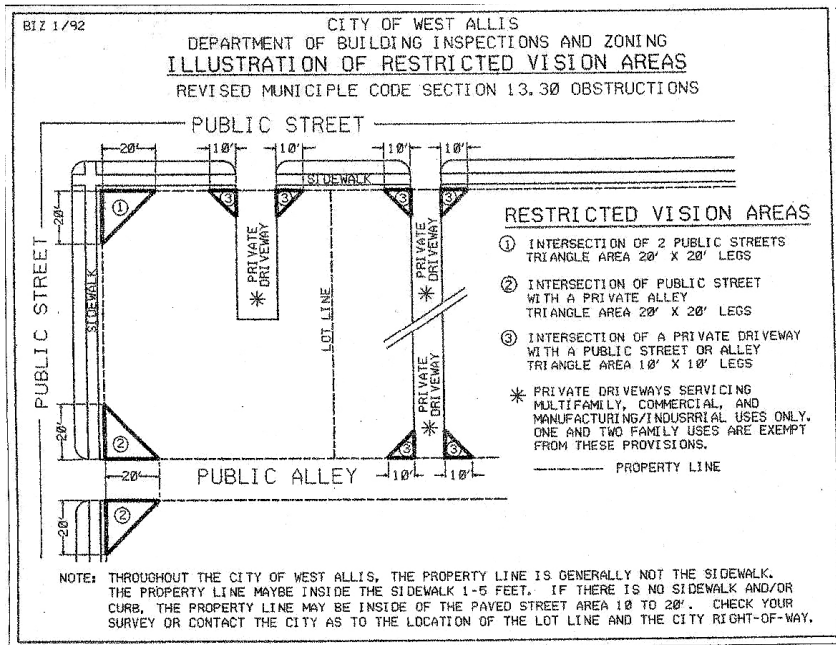 BIZ 1/92
CITY OF WEST ALLIS
DEPARTMENT OF BUILDING INSPECTIONS AND ZONING
ILLUSTRATION OF RESTRICTED VISION AREAS
REVISED MUNICIPLE CODE SECTION 13.30 OBSTRUCTIONS
PUBLIC STREET
20'
10'
10'
10'
10'
SIDEWALK
1
3
3
3
3
20'
PRIVATE DRIVEWAY
*
PRIVATE DRIVEWAY
*
PUBLIC STREET
SIDEWALK
LOT LINE
PRIVATE DRIVEWAY
*
20'
2
3
3
20'
PUBLIC ALLEY
10'
10'
20'
2
RESTRICTED VISION AREAS
1 INTERSECTION OF 2 PUBLIC STREETS
TRIANGLE AREA 20' X 20' LEGS
2 INTERSECTION OF PUBLIC STREET
WITH A PRIVATE ALLEY
TRIANGLE AREA 20' X 20' LEGS
3 INTERSECTION OF A PRIVATE DRIVEWAY
WITH A PUBLIC STREET OR ALLEY
TRIANGLE AREA 10' X 10' LEGS
* PRIVATE DRIVEWAYS SERVICING
MULTIFAMILY, COMMERCIAL, AND
MANUFACTURING/INDUSRRIAL USES ONLY.
ONE AND TWO FAMILY USES ARE EXEMPT
FROM THESE PROVISIONS.
PROPERTY LINE
NOTE: THROUGHOUT THE CITY OF WEST ALLIS, THE PROPERTY LINE IS GENERALLY NOT THE SIDEWALK.
THE PROPERTY LINE MAYBE INSIDE THE SIDEWALK 1-5 FEET. IF THERE IS NO SIDEWALK AND/OR
CURB, THE PROPERTY LINE MAY BE INSIDE OF THE PAVED STREET AREA 10 TO 20'. CHECK YOUR
SURVEY OR CONTACT THE CITY AS TO THE LOCATION OF THE LOT LINE AND THE CITY RIGHT-OF-WAY.